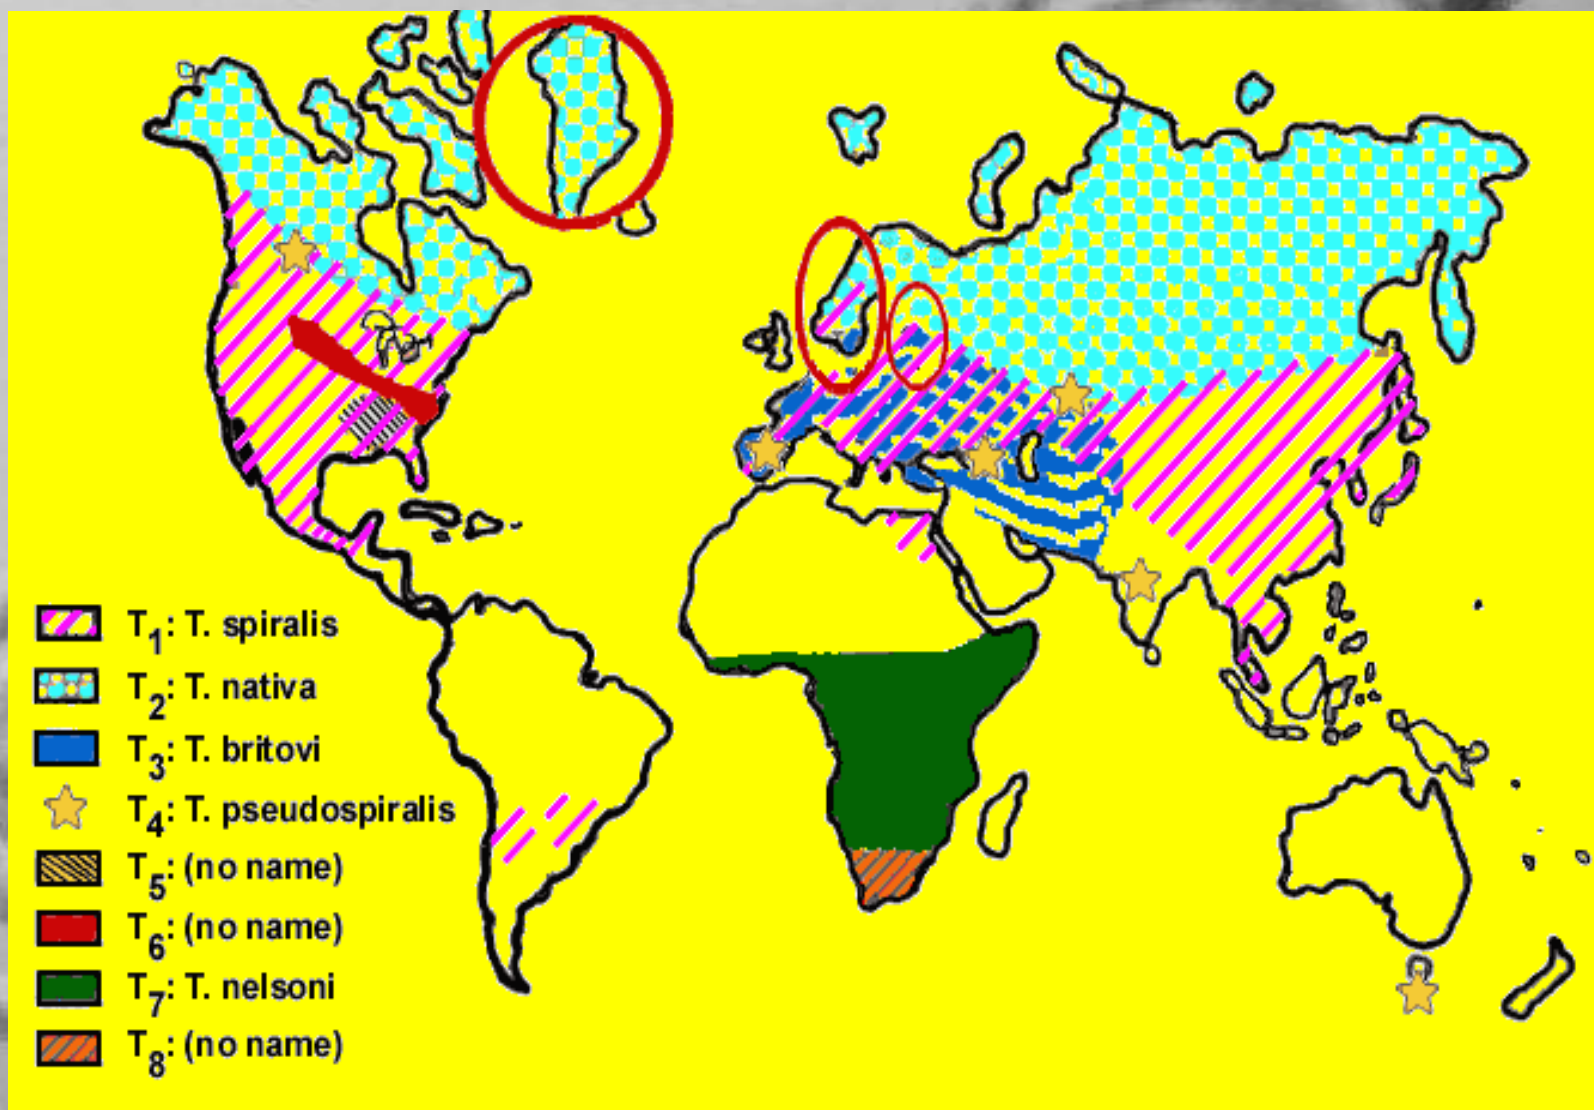 T1: T. spiralis
T2: T. nativa
T3: T. britovi
T4: T. pseudospiralis
T5: (no name)
T6: (no name)
T7: T. nelsoni
T8: (no name)